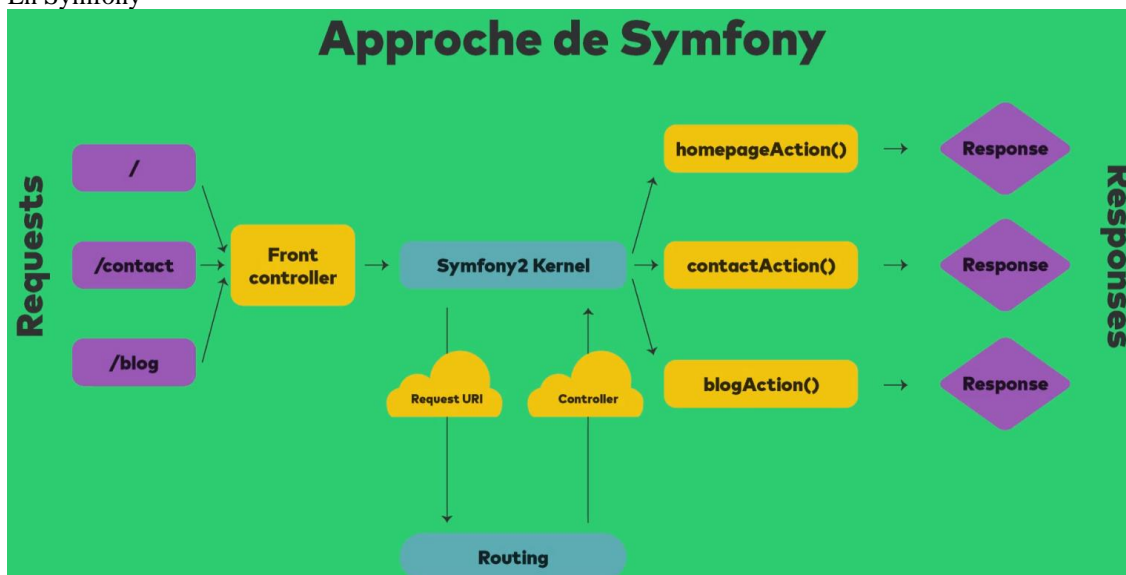 En Symfony
Approche de Symfony
Requests
/
/contact
/blog
Front
controller
Symfony2 Kernel
Request URI
Controller
Routing
homepageAction()
contactAction()
blogAction()
Response
Response
Response
Responses